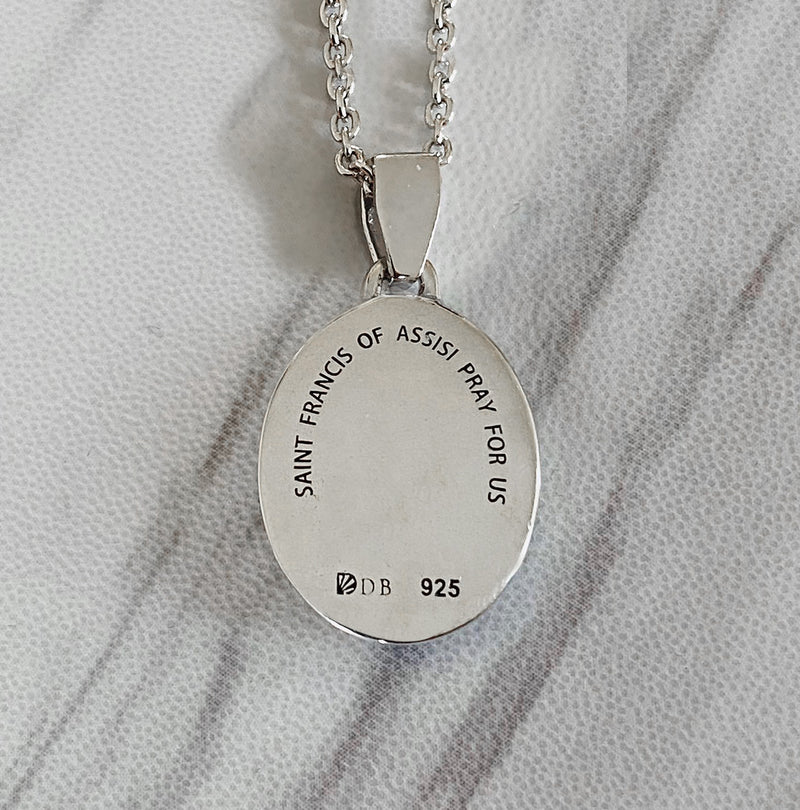 SAINT FRANCIS OF ASSISI PRAY FOR US
DB 925